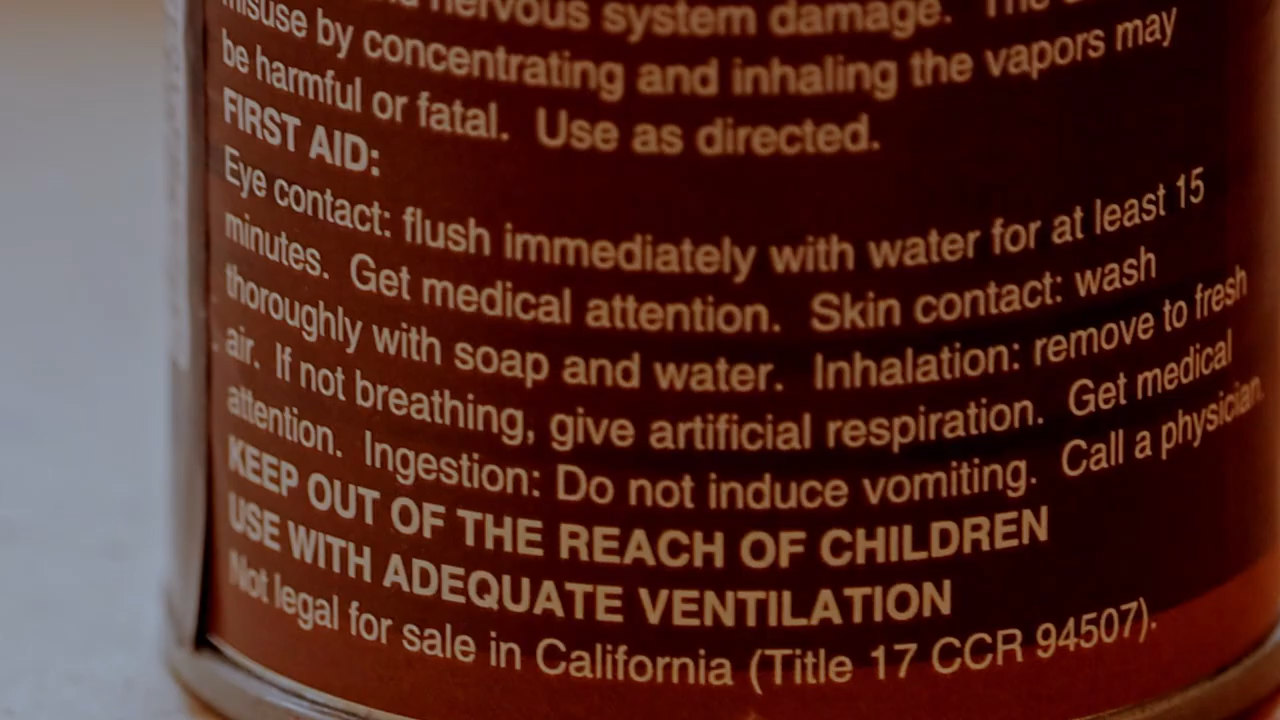 nervous system damage. The
misuse by concentrating and inhaling the vapors may
be harmful or fatal. Use as directed.
FIRST AID:
Eye contact: flush immediately with water for at least 15
minutes. Get medical attention. Skin contact: wash
thoroughly with soap and water. Inhalation: remove to fresh
air. If not breathing, give artificial respiration. Get medical
attention. Ingestion: Do not induce vomiting. Call a physician.
KEEP OUT OF THE REACH OF CHILDREN
USE WITH ADEQUATE VENTILATION
Not legal for sale in California (Title 17 CCR 94507).